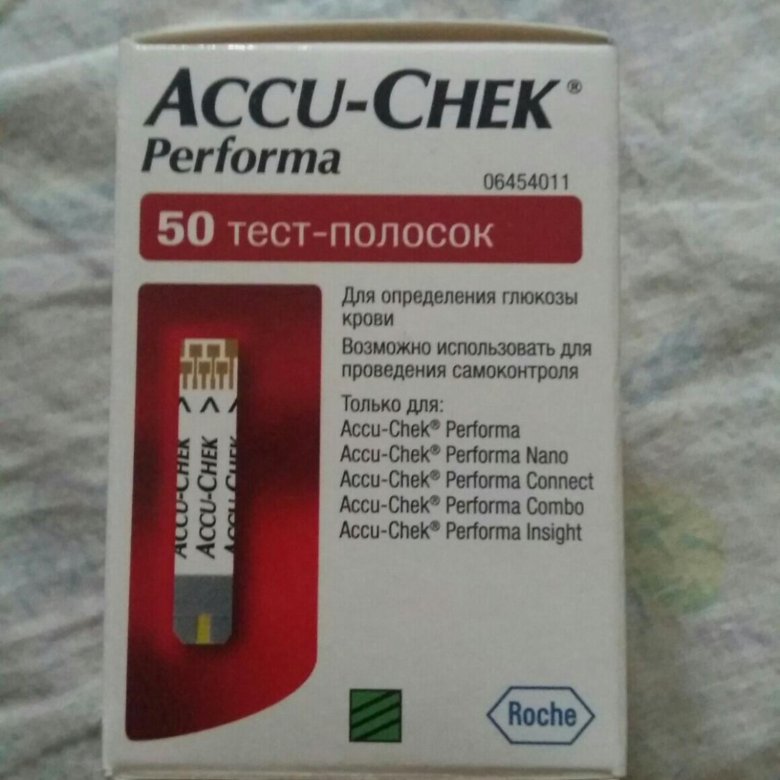 ACCU-CHEK®
Performa
06454011
50 тест-полосок
Для определения глюкозы
крови
Возможно использовать для
проведения самоконтроля
Только для:
Accu-Chek® Performa
Accu-Chek® Performa Nano
Accu-Chek® Performa Connect
Accu-Chek® Performa Combo
Accu-Chek® Performa Insight
ACCU-CHEK >
ACCU-CHEK >
ACCU-CHEK >
Roche